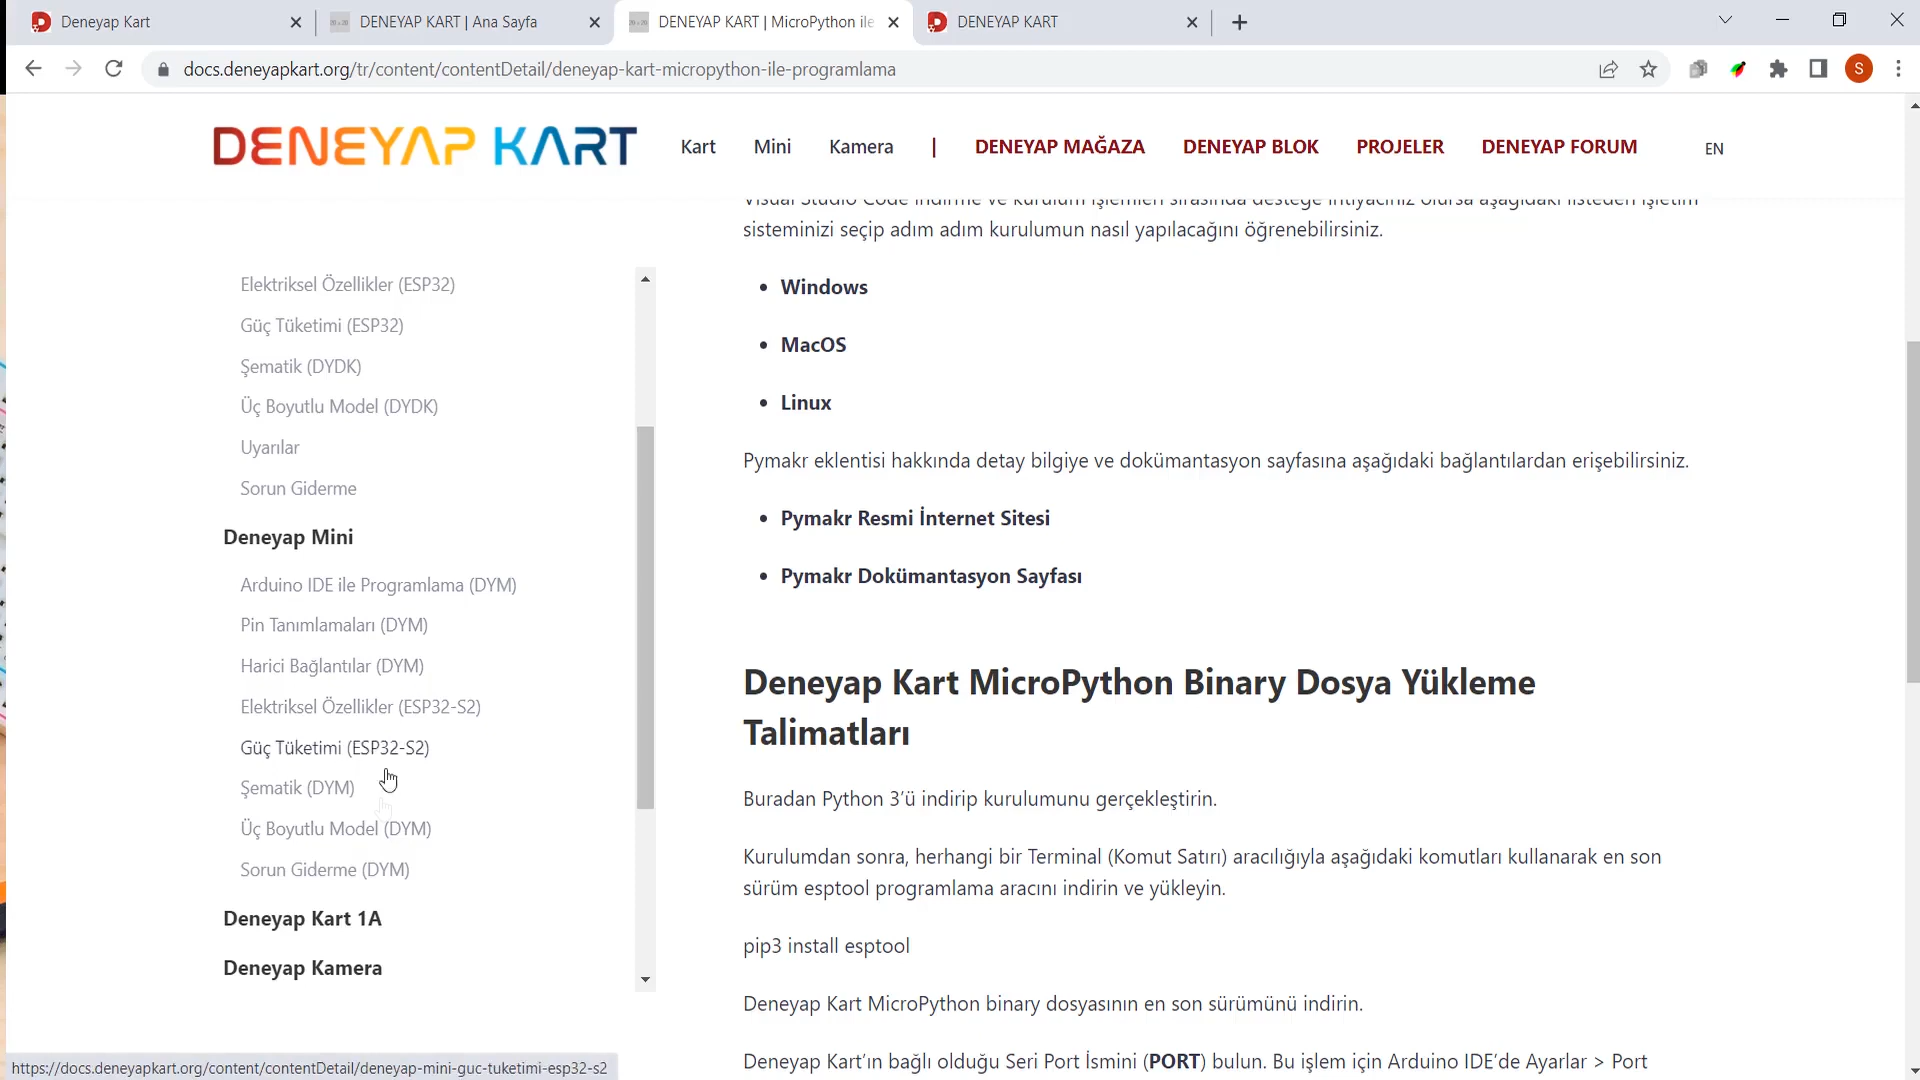 Deneyap Kart
DENEYAP KART | Ana Sayfa
DENEYAP KART | MicroPython ile
DENEYAP KART
docs.deneyapkart.org/tr/content/contentDetail/deneyap-kart-micropython-ile-programlama
S
DENEYAP KART
Kart
Mini
Kamera
|
DENEYAP MAĞAZA
DENEYAP BLOK
PROJELER
DENEYAP FORUM
EN
Elektriksel Özellikler (ESP32)
Güç Tüketimi (ESP32)
Şematik (DYDK)
Üç Boyutlu Model (DYDK)
Uyarılar
Sorun Giderme
Deneyap Mini
Arduino IDE ile Programlama (DYM)
Pin Tanımlamaları (DYM)
Harici Bağlantılar (DYM)
Elektriksel Özellikler (ESP32-S2)
Güç Tüketimi (ESP32-S2)
Şematik (DYM)
Üç Boyutlu Model (DYM)
Sorun Giderme (DYM)
Deneyap Kart 1A
Deneyap Kamera
Visual Studio Code indirme ve kurulum işlemleri sırasında desteğe ihtiyacınız olursa aşağıdaki listeden işletim
sisteminizi seçip adım adım kurulumun nasıl yapılacağını öğrenebilirsiniz.
• Windows
• MacOS
• Linux
Pymakr eklentisi hakkında detay bilgiye ve dokümantasyon sayfasına aşağıdaki bağlantılardan erişebilirsiniz.
• Pymakr Resmi İnternet Sitesi
• Pymakr Dokümantasyon Sayfası
Deneyap Kart MicroPython Binary Dosya Yükleme
Talimatları
Buradan Python 3’ü indirip kurulumunu gerçekleştirin.
Kurulumdan sonra, herhangi bir Terminal (Komut Satırı) aracılığıyla aşağıdaki komutları kullanarak en son
sürüm esptool programlama aracını indirin ve yükleyin.
pip3 install esptool
Deneyap Kart MicroPython binary dosyasının en son sürümünü indirin.
Deneyap Kart’ın bağlı olduğu Seri Port İsmini (PORT) bulun. Bu işlem için Arduino IDE’de Ayarlar > Port
https://docs.deneyapkart.org/content/contentDetail/deneyap-mini-guc-tuketimi-esp32-s2